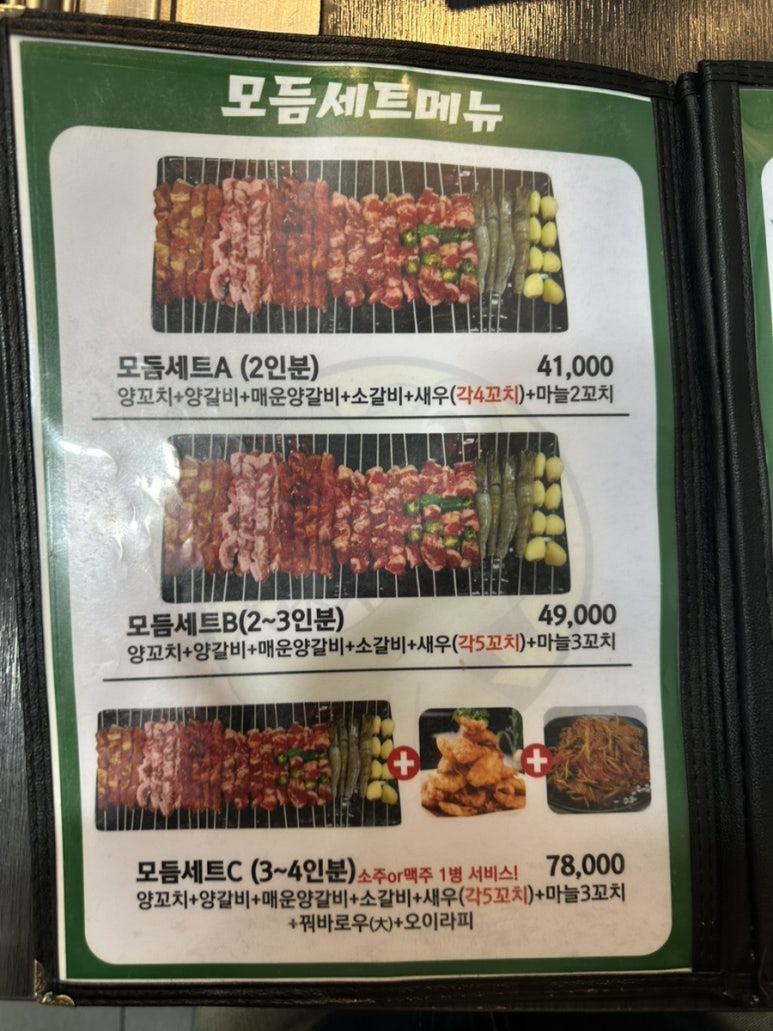 모듬세트메뉴
모듬세트A (2인분) 41,000
양꼬치+양갈비+매운양갈비+소갈비+새우(각4꼬치)+마늘2꼬치
모듬세트B(2~3인분) 49,000
양꼬치+양갈비+매운양갈비+소갈비+새우(각5꼬치)+마늘3꼬치
모듬세트C (3~4인분) 소주or맥주 1병 서비스! 78,000
양꼬치+양갈비+매운양갈비+소갈비+새우(각5꼬치)+마늘3꼬치
+꿔바로우(大)+오이라피